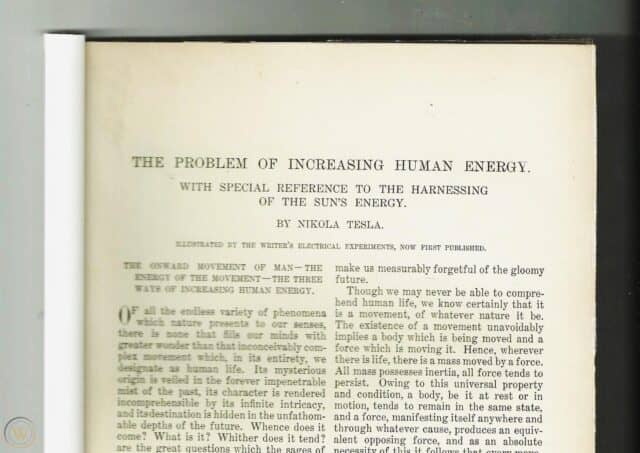 THE PROBLEM OF INCREASING HUMAN ENERGY.
WITH SPECIAL REFERENCE TO THE HARNESSING
OF THE SUN'S ENERGY.
BY NIKOLA TESLA.
ILLUSTRATED BY THE WRITER'S ELECTRICAL EXPERIMENTS, NOW FIRST PUBLISHED.
THE ONWARD MOVEMENT OF MAN—THE
ENERGY OF THE MOVEMENT—THE THREE
WAYS OF INCREASING HUMAN ENERGY.
OF all the endless variety of phenomena
which nature presents to our senses,
there is none that fills our minds with
greater wonder than that inconceivably com-
plex movement which, in its entirety, we
designate as human life. Its mysterious
origin is veiled in the forever impenetrable
mist of the past, its character is rendered
incomprehensible by its infinite intricacy,
and its destination is hidden in the unfathom-
able depths of the future. Whence does it
come? What is it? Whither does it tend?
are the great questions which the sages of
make us measurably forgetful of the gloomy
future.
Though we may never be able to compre-
hend human life, we know certainly that it
is a movement, of whatever nature it be.
The existence of a movement unavoidably
implies a body which is being moved and a
force which is moving it. Hence, wherever
there is life, there is a mass moved by a force.
All mass possesses inertia, all force tends to
persist. Owing to this universal property
and condition, a body, be it at rest or in
motion, tends to remain in the same state,
and a force, manifesting itself anywhere and
through whatever cause, produces an equiv-
alent opposing force, and as an absolute
necessity of this it follows that every move-